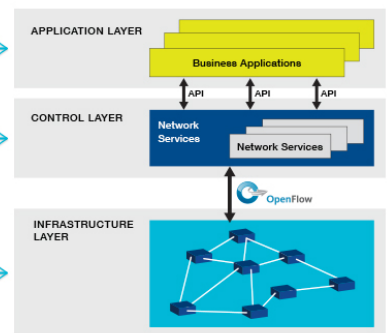 APPLICATION LAYER
Business Applications
API API API
CONTROL LAYER
Network
Services
Network Services
OpenFlow
INFRASTRUCTURE
LAYER